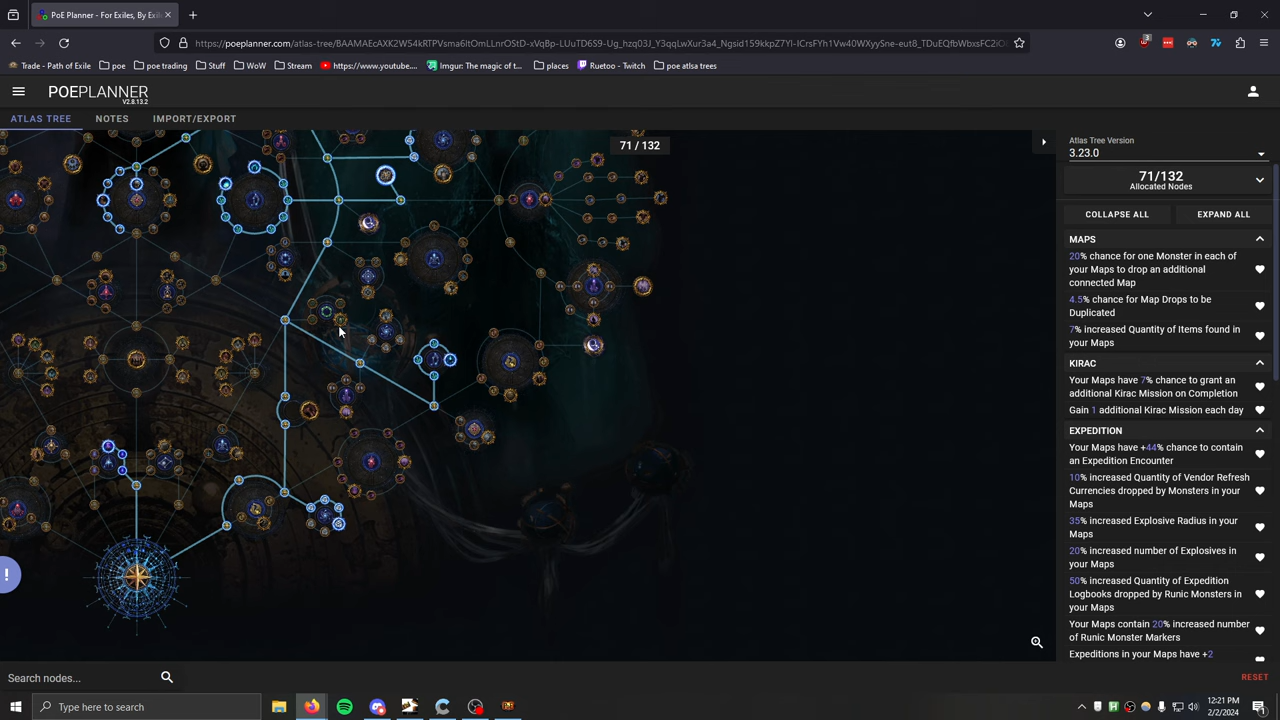 PoE Planner - For Exiles, By Exil
https://poeplanner.com/atlas-tree/
Trade - Path of Exile
poe
poe trading
Stuff
WoW
Stream
https://www.youtube....
Imgur: The magic of t...
places
Ruetoo - Twitch
poe atlas trees
POEPLANNER
V2.8.13.2
ATLAS TREE
NOTES
IMPORT/EXPORT
71 / 132
Atlas Tree Version
3.23.0
71/132
Allocated Nodes
COLLAPSE ALL
EXPAND ALL
MAPS
20% chance for one Monster in each of
your Maps to drop an additional
connected Map
4.5% chance for Map Drops to be
Duplicated
7% increased Quantity of Items found in
your Maps
KIRAC
Your Maps have 7% chance to grant an
additional Kirac Mission on Completion
Gain 1 additional Kirac Mission each day
EXPEDITION
Your Maps have +44% chance to contain
an Expedition Encounter
10% increased Quantity of Vendor Refresh
Currencies dropped by Monsters in your
Maps
35% increased Explosive Radius in your
Maps
20% increased number of Explosives in
your Maps
50% increased Quantity of Expedition
Logbooks dropped by Runic Monsters in
your Maps
Your Maps contain 20% increased number
of Runic Monster Markers
Expeditions in your Maps have +2
!
Search nodes...
RESET
Type here to search
12:21 PM
2/2/2024